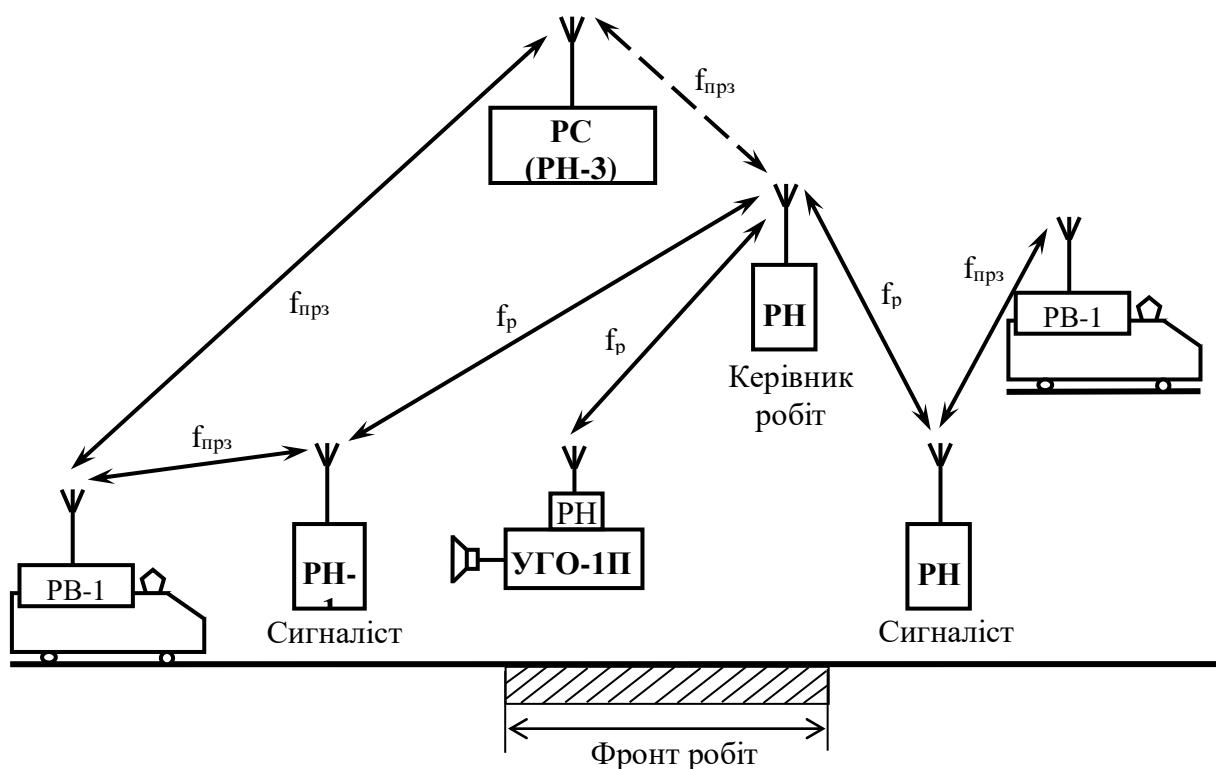 fпрз
РС
(РН-3)
fпрз
fпрз
fр
fр
fр
РН
РВ-1
Керівник
робіт
fпрз
РН
УГО-1П
РВ-1
РН-
1
РН
Сигналіст
Сигналіст
Фронт робіт